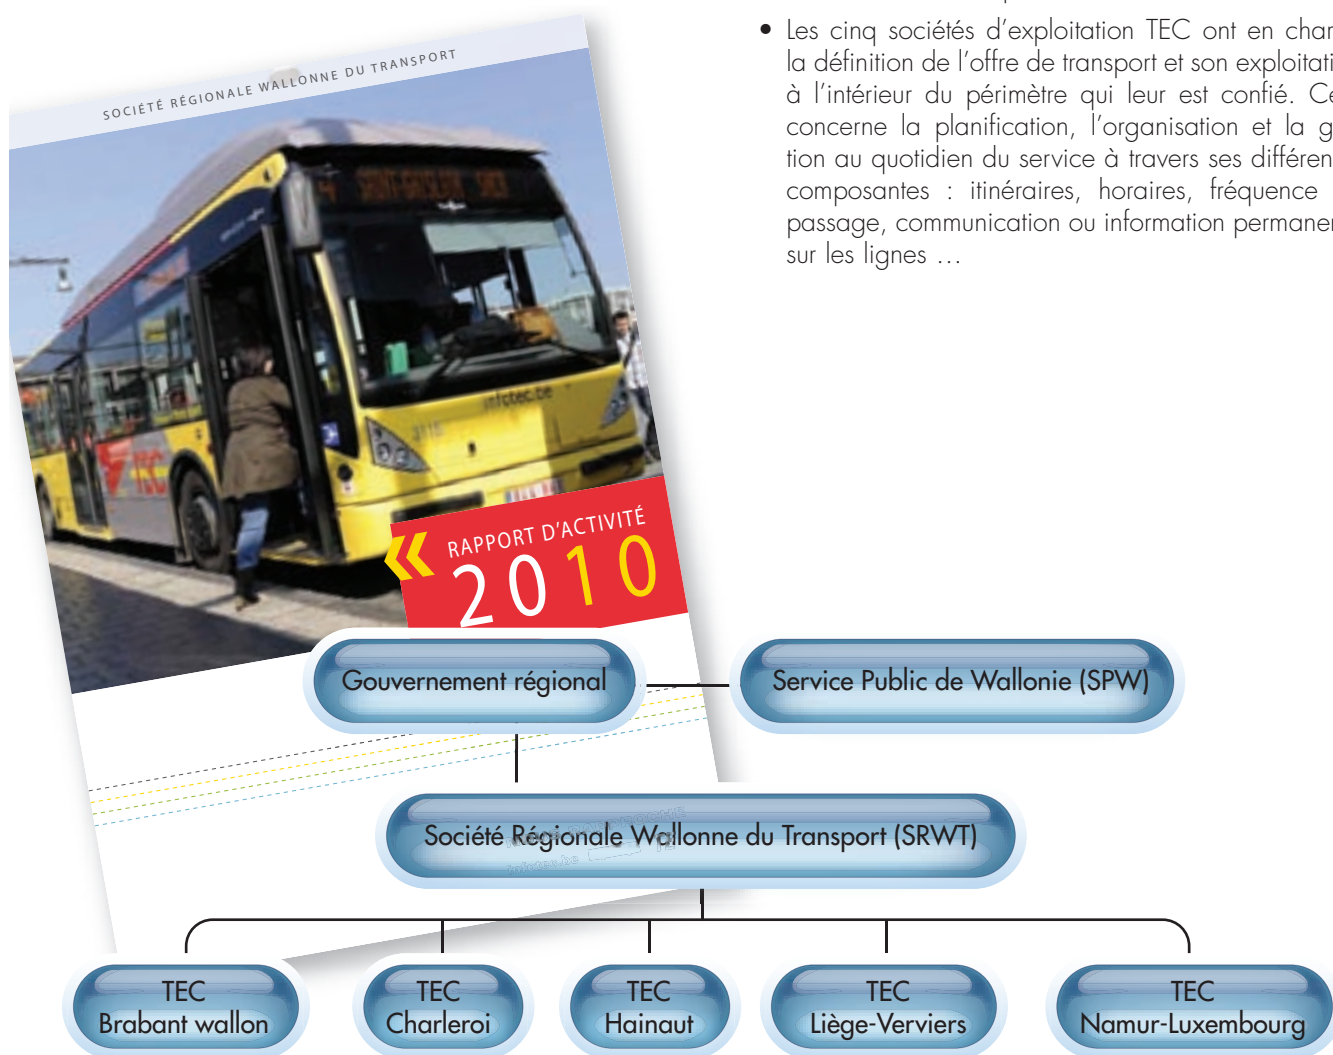 • Les cinq sociétés d'exploitation TEC ont en char
la définition de l'offre de transport et son exploitati
à l'intérieur du périmètre qui leur est confié. Ce
concerne la planification, l'organisation et la g
tion au quotidien du service à travers ses différen
composantes : itinéraires, horaires, fréquence
passage, communication ou information permane
sur les lignes …
SOCIÉTÉ RÉGIONALE WALLONNE DU TRANSPORT
infotec.be
TEC
RAPPORT D'ACTIVITÉ
2010
Gouvernement régional
Service Public de Wallonie (SPW)
Société Régionale Wallonne du Transport (SRWT)
TEC
Brabant wallon
TEC
Charleroi
TEC
Hainaut
TEC
Liège-Verviers
TEC
Namur-Luxembourg